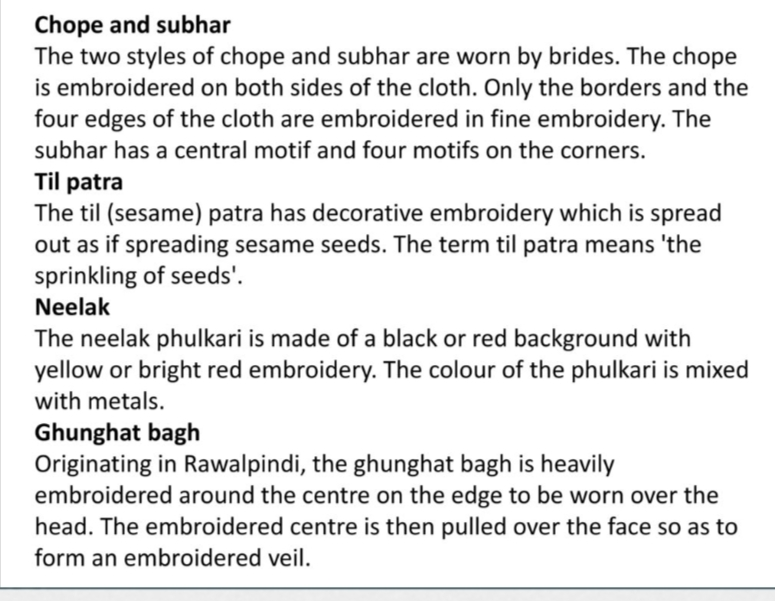 Chope and subhar
The two styles of chope and subhar are worn by brides. The chope
is embroidered on both sides of the cloth. Only the borders and the
four edges of the cloth are embroidered in fine embroidery. The
subhar has a central motif and four motifs on the corners.
Til patra
The til (sesame) patra has decorative embroidery which is spread
out as if spreading sesame seeds. The term til patra means 'the
sprinkling of seeds'.
Neelak
The neelak phulkari is made of a black or red background with
yellow or bright red embroidery. The colour of the phulkari is mixed
with metals.
Ghunghat bagh
Originating in Rawalpindi, the ghunghat bagh is heavily
embroidered around the centre on the edge to be worn over the
head. The embroidered centre is then pulled over the face so as to
form an embroidered veil.